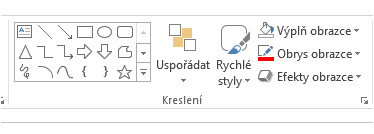 Uspořádat
Rychlé
styly
Výplň obrazce
Obrys obrazce
Efekty obrazce
Kreslení